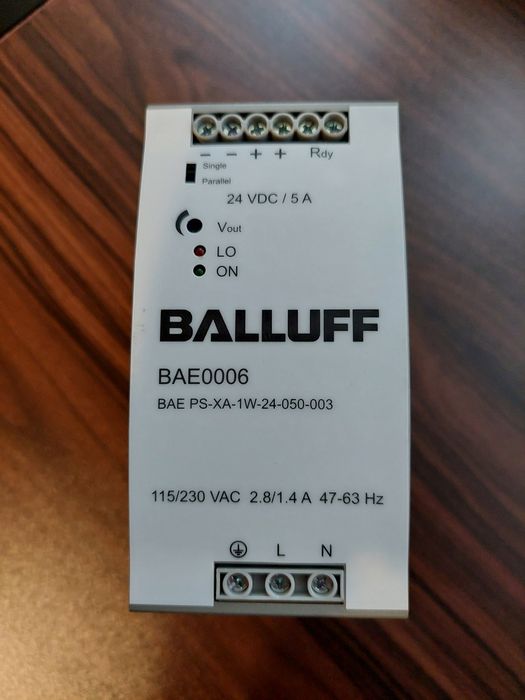 − − + + Rdy
Single
Parallel
24 VDC / 5 A
Vout
LO
ON
BALLUFF
BAE0006
BAE PS-XA-1W-24-050-003
115/230 VAC 2.8/1.4 A 47-63 Hz
L N